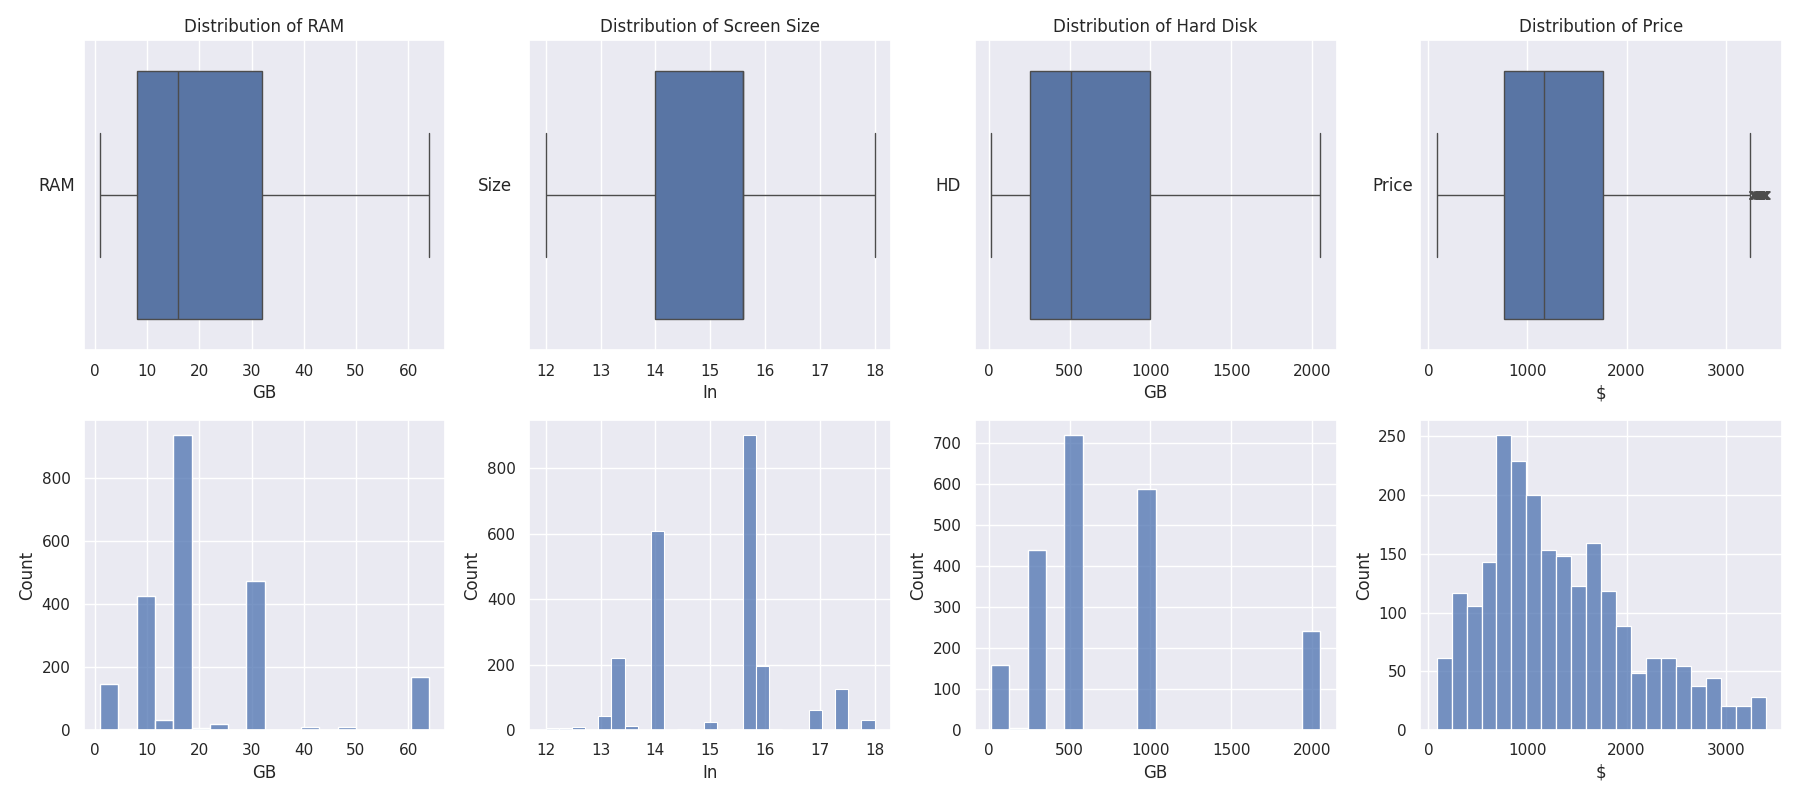 Distribution of RAM
Distribution of Screen Size
Distribution of Hard Disk
Distribution of Price
RAM
Size
HD
Price
0 10 20 30 40 50 60
12 13 14 15 16 17 18
0 500 1000 1500 2000
0 1000 2000 3000
GB
In
GB
$
Count
800
600
400
200
0
Count
800
600
400
200
0
Count
700
600
500
400
300
200
100
0
Count
250
200
150
100
50
0
0 10 20 30 40 50 60
12 13 14 15 16 17 18
0 500 1000 1500 2000
0 1000 2000 3000
GB
In
GB
$